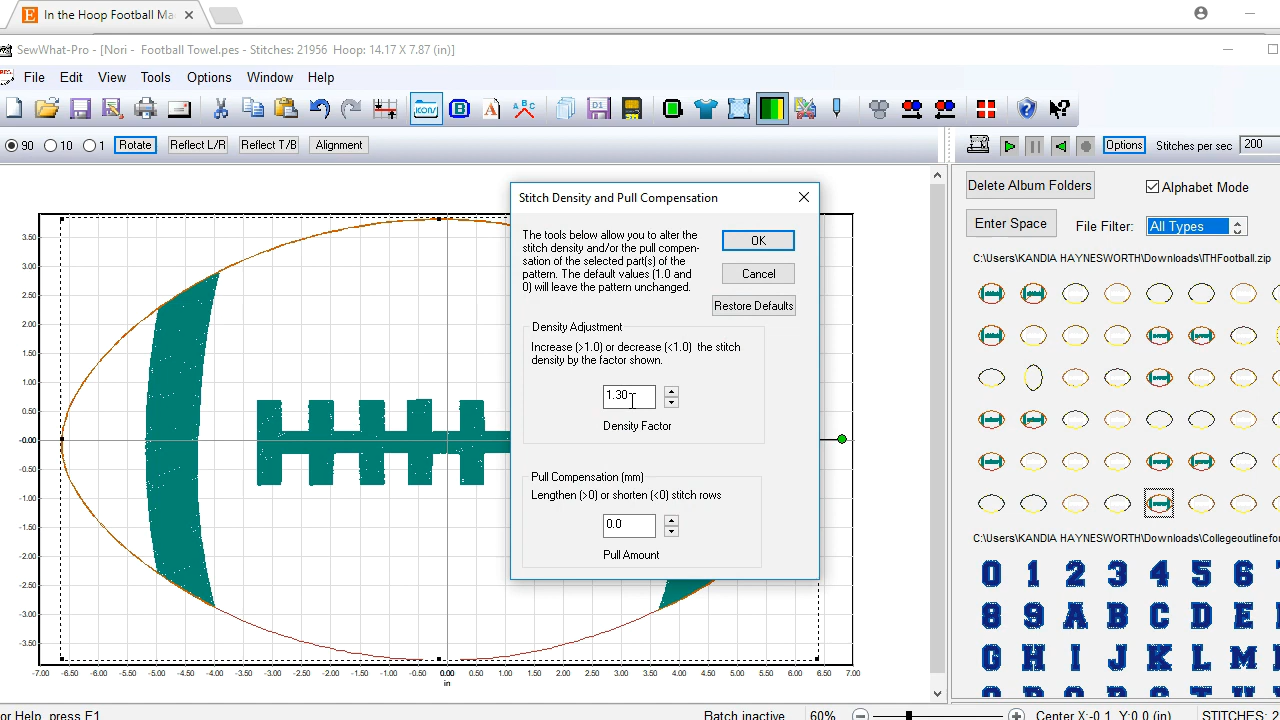 In the Hoop Football Ma
SewWhat-Pro - [Nori - Football Towel.pes - Stitches: 21956 Hoop: 14.17 X 7.87 (in)]
File Edit View Tools Options Window Help
90 10 1 Rotate Reflect L/R Reflect T/B Alignment
Options Stitches per sec 200
Delete Album Folders Alphabet Mode
Enter Space File Filter: All Types
C:\Users\KANDIA HAYNESWORTH\Downloads\ITHFootball.zip
Stitch Density and Pull Compensation
The tools below allow you to alter the
stitch density and/or the pull compen-
sation of the selected part(s) of the
pattern. The default values (1.0 and
0) will leave the pattern unchanged.
OK
Cancel
Restore Defaults
Density Adjustment
Increase (>1.0) or decrease (<1.0) the stitch
density by the factor shown.
1.30
Density Factor
Pull Compensation (mm)
Lengthen (>0) or shorten (<0) stitch rows
0.0
Pull Amount
3.50
3.00
2.50
2.00
1.50
1.00
0.50
-0.00
-0.50
-1.00
-1.50
-2.00
-2.50
-3.00
-3.50
-7.00 -6.50 -6.00 -5.50 -5.00 -4.50 -4.00 -3.50 -3.00 -2.50 -2.00 -1.50 -1.00 -0.50 0.00 0.50 1.00 1.50 2.00 2.50 3.00 3.50 4.00 4.50 5.00 5.50 6.00 6.50 7.00
in
C:\Users\KANDIA HAYNESWORTH\Downloads\Collegeoutlinefor
0 1 2 3 4 5 6
8 9 A B C D E
G H I J K L M
or Help, press F1 Batch inactive 60% Center X:-0.1, Y:0.0 (in) STITCHES: 2